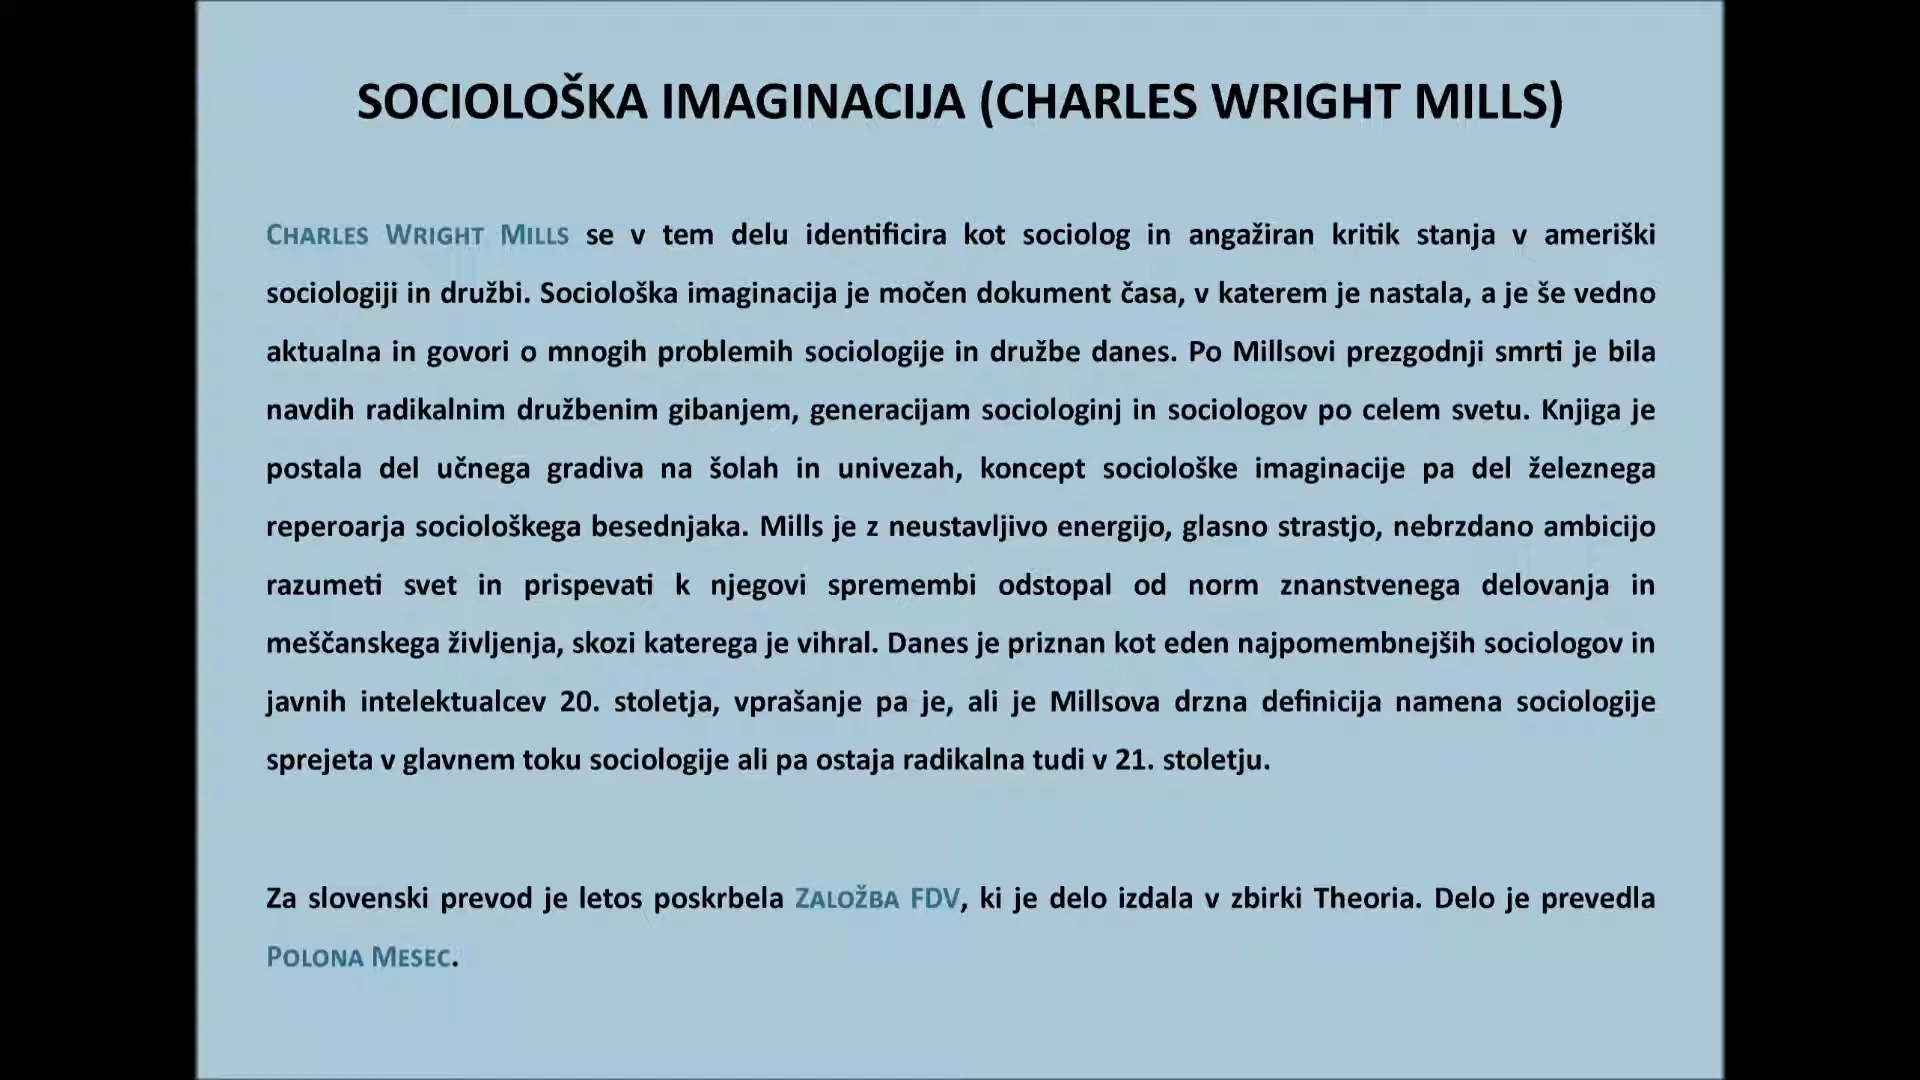 SOCIOLOŠKA IMAGINACIJA (CHARLES WRIGHT MILLS)
CHARLES WRIGHT MILLS se v tem delu identificira kot sociolog in angažiran kritik stanja v ameriški
sociologiji in družbi. Sociološka imaginacija je močen dokument časa, v katerem je nastala, a je še vedno
aktualna in govori o mnogih problemih sociologije in družbe danes. Po Millsovi prezgodnji smrti je bila
navdih radikalnim družbenim gibanjem, generacijam sociologinj in sociologov po celem svetu. Knjiga je
postala del učnega gradiva na šolah in univezah, koncept sociološke imaginacije pa del železnega
reperoarja sociološkega besednjaka. Mills je z neustavljivo energijo, glasno strastjo, nebrzdano ambicijo
razumeti svet in prispevati k njegovi spremembi odstopal od norm znanstvenega delovanja in
meščanskega življenja, skozi katerega je vihral. Danes je priznan kot eden najpomembnejših sociologov in
javnih intelektualcev 20. stoletja, vprašanje pa je, ali je Millsova drzna definicija namena sociologije
sprejeta v glavnem toku sociologije ali pa ostaja radikalna tudi v 21. stoletju.
Za slovenski prevod je letos poskrbela ZALOŽBA FDV, ki je delo izdala v zbirki Theoria. Delo je prevedla
POLONA MESEC.